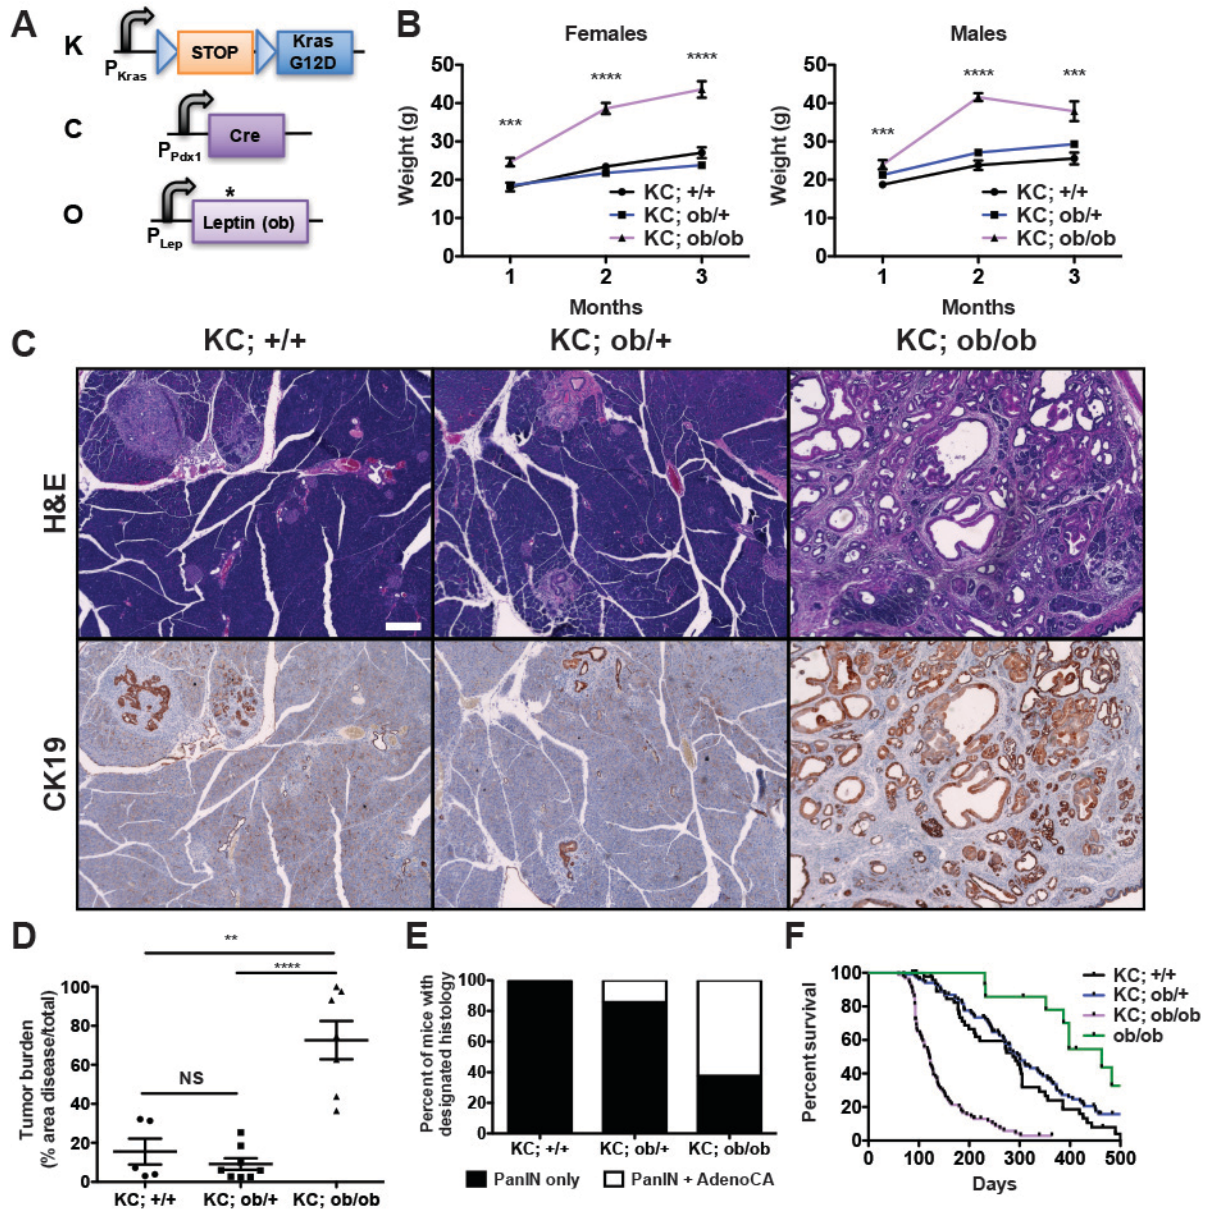 A
K
P Kras
STOP
Kras
G12D
C
P Pdx1
Cre
O
P Lep
*
Leptin (ob)
B
Females
Weight (g)
50
40
30
20
10
0
***
****
****
KC; +/+
KC; ob/+
KC; ob/ob
1 2 3
Months
Males
Weight (g)
50
40
30
20
10
0
***
****
***
KC; +/+
KC; ob/+
KC; ob/ob
1 2 3
Months
C
KC; +/+ KC; ob/+ KC; ob/ob
H&E
CK19
D
Tumor burden
(% area disease/total)
100
80
60
40
20
0
**
****
NS
KC; +/+ KC; ob/+ KC; ob/ob
E
Percent of mice with
designated histology
100
80
60
40
20
0
KC; +/+ KC; ob/+ KC; ob/ob
PanIN only PanIN + AdenoCA
F
Percent survival
100
80
60
40
20
0
KC; +/+
KC; ob/+
KC; ob/ob
ob/ob
0 100 200 300 400 500
Days